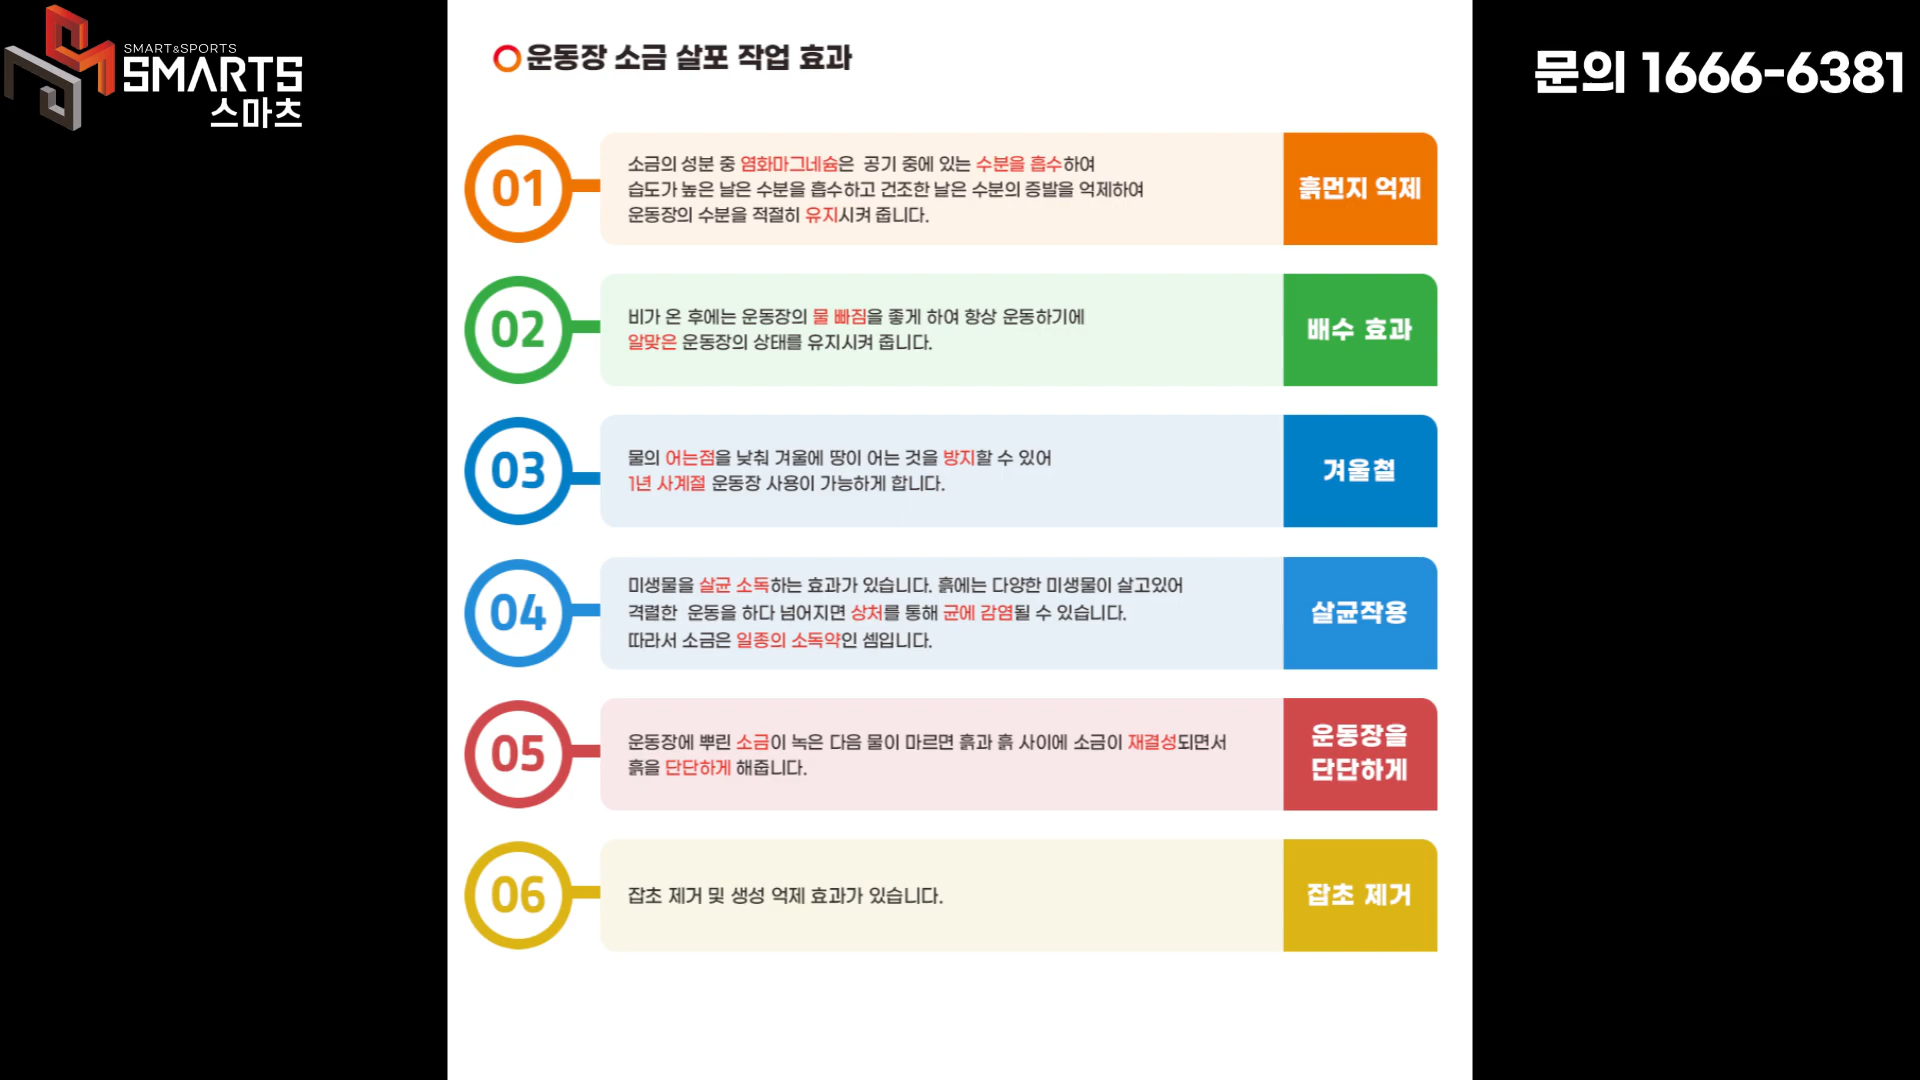 SMART&SPORTS
SMARTS
스마츠
문의 1666-6381
운동장 소금 살포 작업 효과
01
소금의 성분 중 염화마그네슘은 공기 중에 있는 수분을 흡수하여
습도가 높은 날은 수분을 흡수하고 건조한 날은 수분의 증발을 억제하여
운동장의 수분을 적절히 유지시켜 줍니다.
흙먼지 억제
02
비가 온 후에는 운동장의 물 빠짐을 좋게 하여 항상 운동하기에
알맞은 운동장의 상태를 유지시켜 줍니다.
배수 효과
03
물의 어는점을 낮춰 겨울에 땅이 어는 것을 방지할 수 있어
1년 사계절 운동장 사용이 가능하게 합니다.
겨울철
04
미생물을 살균 소독하는 효과가 있습니다. 흙에는 다양한 미생물이 살고있어
격렬한 운동을 하다 넘어지면 상처를 통해 균에 감염될 수 있습니다.
따라서 소금은 일종의 소독약인 셈입니다.
살균작용
05
운동장에 뿌린 소금이 녹은 다음 물이 마르면 흙과 흙 사이에 소금이 재결성되면서
흙을 단단하게 해줍니다.
운동장을
단단하게
06
잡초 제거 및 생성 억제 효과가 있습니다.
잡초 제거